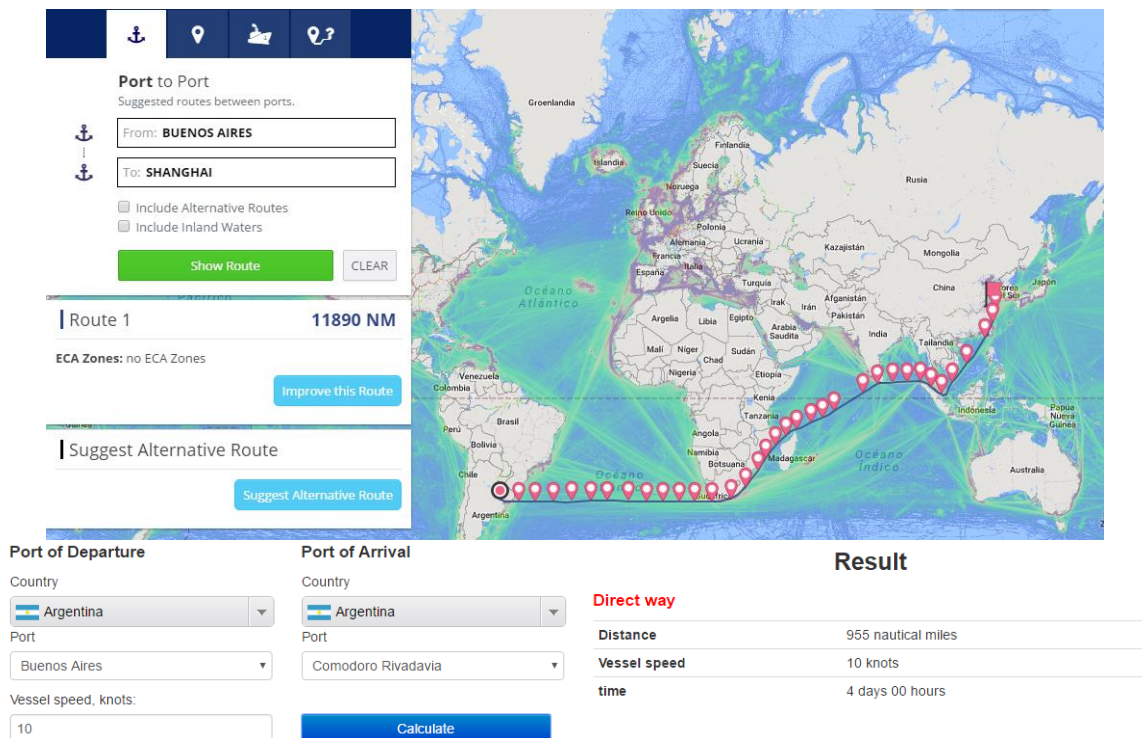 Port to Port
Suggested routes between ports.
From: BUENOS AIRES
To: SHANGHAI
Include Alternative Routes
Include Inland Waters
Show Route
CLEAR
Pacífico
Route 1
11890 NM
ECA Zones: no ECA Zones
Improve this Route
Suggest Alternative Route
Suggest Alternative Route
Groenlandia
Islandia
Finlandia
Suecia
Noruega
Rusia
Reino Unido
Polonia
Alemania
Ucrania
Francia
Kazajistán
Mongolia
España
Italia
Turquía
Océano
Atlántico
China
Corea
del Sur
Japón
Irak
Irán
Afganistán
Pakistán
Argelia
Libia
Egipto
Arabia
Saudita
India
Tailandia
Malí
Níger
Chad
Sudán
Nigeria
Etiopía
Venezuela
Colombia
Kenia
Tanzania
Indonesia
Papua
Nueva
Guinea
Perú
Brasil
Angola
Bolivia
Namibia
Botsuana
Madagascar
Océano
Índico
Australia
Chile
Océano
Argentina
Port of Departure
Port of Arrival
Result
Country
Country
Argentina
Argentina
Direct way
Port
Port
Distance
955 nautical miles
Buenos Aires
Comodoro Rivadavia
Vessel speed
10 knots
time
4 days 00 hours
Vessel speed, knots:
10
Calculate